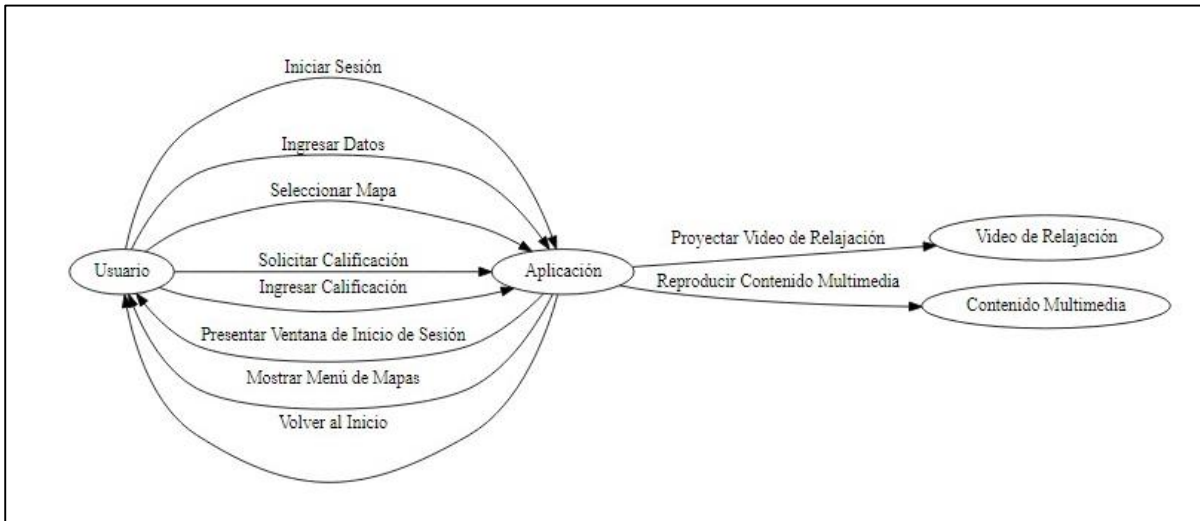 Iniciar Sesión
Ingresar Datos
Seleccionar Mapa
Usuario
Solicitar Calificación
Ingresar Calificación
Aplicación
Presentar Ventana de Inicio de Sesión
Mostrar Menú de Mapas
Volver al Inicio
Proyectar Video de Relajación
Video de Relajación
Reproducir Contenido Multimedia
Contenido Multimedia